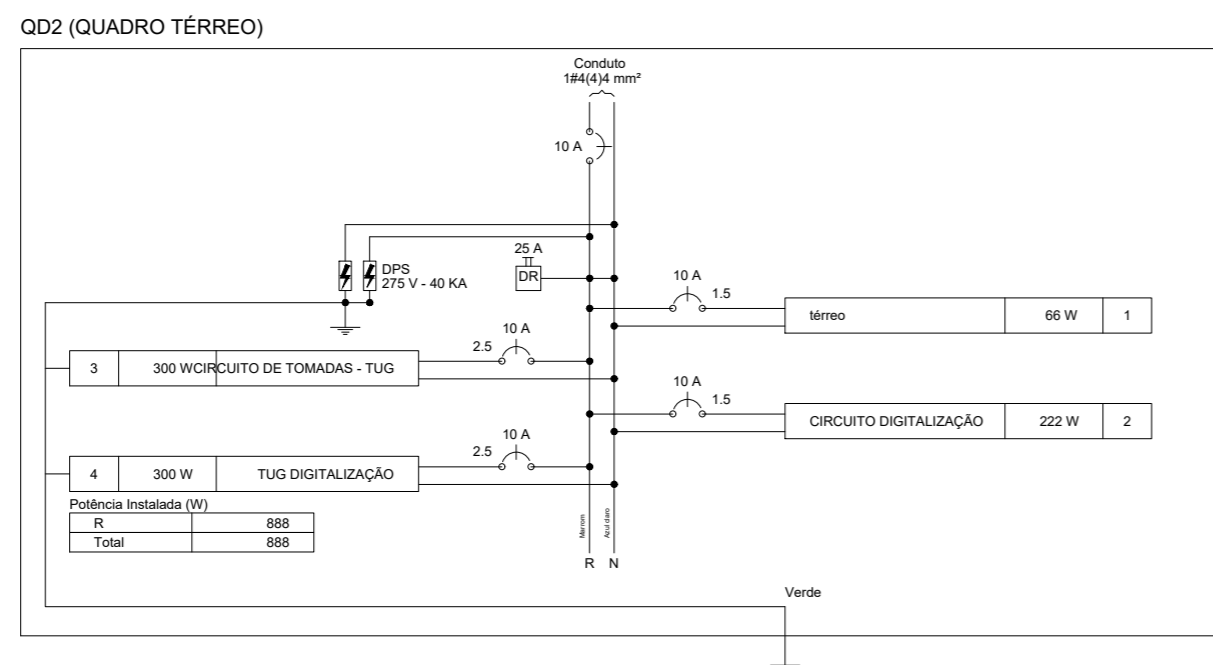 QD2 (QUADRO TÉRREO)
Conduto
1#4(4)4 mm²
10 A
25 A
DR
DPS
275 V - 40 KA
10 A
1.5
térreo 66 W 1
10 A
2.5
3 300 WCIRCUITO DE TOMADAS - TUG
10 A
1.5
CIRCUITO DIGITALIZAÇÃO 222 W 2
10 A
2.5
4 300 W TUG DIGITALIZAÇÃO
Potência Instalada (W)
R 888
Total 888
Marrom
Azul claro
R N
Verde